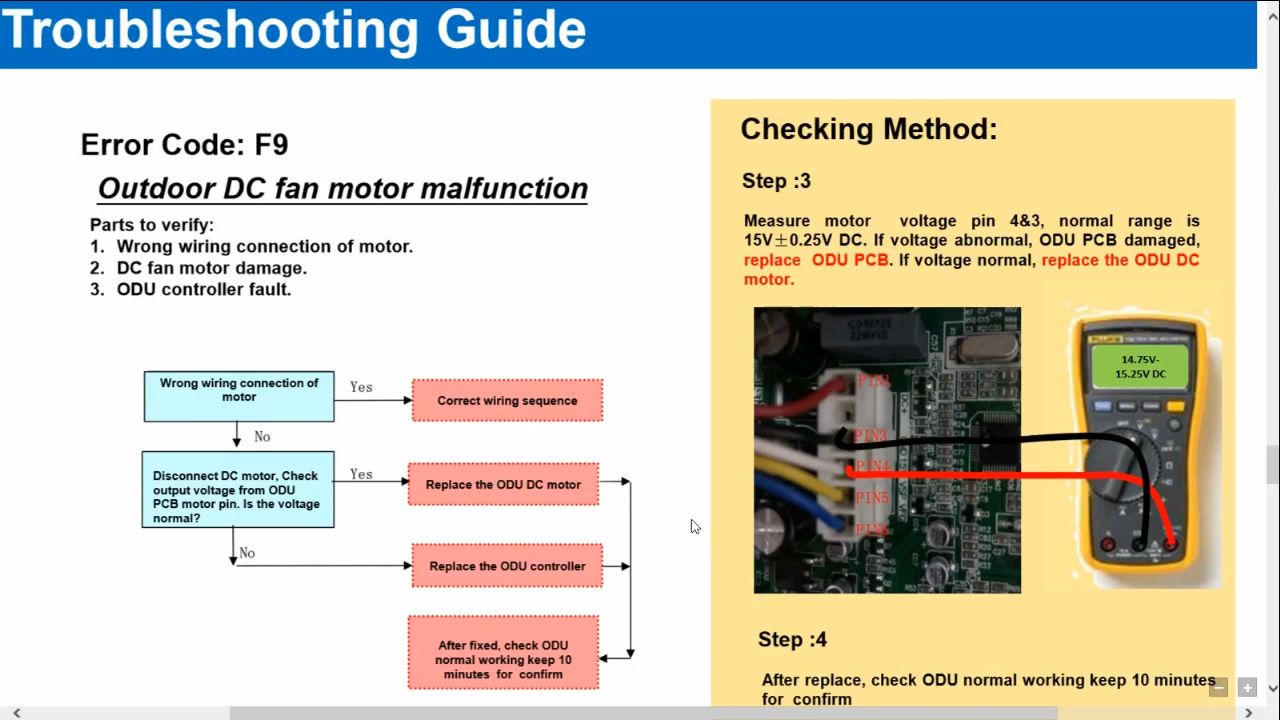 Troubleshooting Guide
Error Code: F9
Outdoor DC fan motor malfunction
Parts to verify:
1. Wrong wiring connection of motor.
2. DC fan motor damage.
3. ODU controller fault.
Wrong wiring connection of
motor
Yes
Correct wiring sequence
No
Disconnect DC motor, Check
output voltage from ODU
PCB motor pin. Is the voltage
normal?
Yes
Replace the ODU DC motor
No
Replace the ODU controller
After fixed, check ODU
normal working keep 10
minutes for confirm
Checking Method:
Step :3
Measure motor voltage pin 4&3, normal range is
15V±0.25V DC. If voltage abnormal, ODU PCB damaged,
replace ODU PCB. If voltage normal, replace the ODU DC
motor.
PIN1
PIN3
PIN4
PIN5
PIN6
FLUKE
14.75V-
15.25V DC
Step :4
After replace, check ODU normal working keep 10 minutes
for confirm